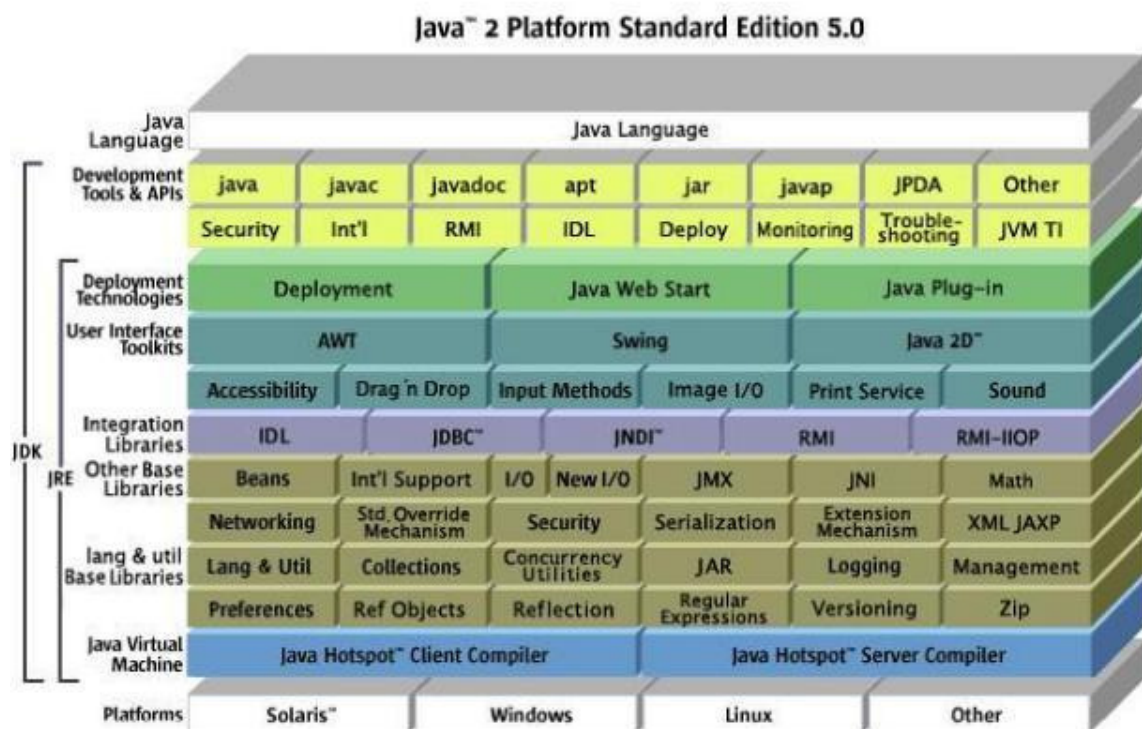 Java™ 2 Platform Standard Edition 5.0
Java
Language
Java Language
Development
Tools & APIs
java javac javadoc apt jar javap JPDA Other
Security Int'l RMI IDL Deploy Monitoring Trouble-
shooting JVM TI
Deployment
Technologies
Deployment Java Web Start Java Plug-in
User Interface
Toolkits
AWT Swing Java 2D™
Accessibility Drag 'n Drop Input Methods Image I/O Print Service Sound
Integration
Libraries
IDL JDBC™ JNDI™ RMI RMI-IIOP
JDK
JRE
Other Base
Libraries
Beans Int'l Support I/O New I/O JMX JNI Math
Networking Std. Override
Mechanism Security Serialization Extension
Mechanism XML JAXP
lang & util
Base Libraries
Lang & Util Collections Concurrency
Utilities JAR Logging Management
Preferences Ref Objects Reflection Regular
Expressions Versioning Zip
Java Virtual
Machine
Java Hotspot™ Client Compiler Java Hotspot™ Server Compiler
Platforms
Solaris™ Windows Linux Other